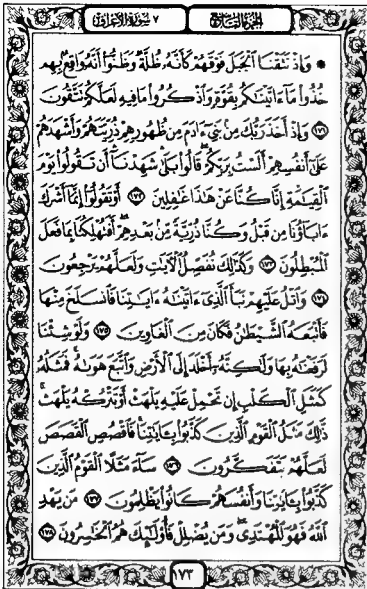 الجزء التاسع ٧ سورة الأعراف
۞ وَإِذْ نَتَقْنَا ٱلْجَبَلَ فَوْقَهُمْ كَأَنَّهُۥ ظُلَّةٌ وَظَنُّوٓا۟ أَنَّهُۥ وَاقِعٌۢ بِهِمْ
خُذُوا۟ مَآ ءَاتَيْنَٰكُم بِقُوَّةٍ وَٱذْكُرُوا۟ مَا فِيهِ لَعَلَّكُمْ تَتَّقُونَ
١٧١ وَإِذْ أَخَذَ رَبُّكَ مِنۢ بَنِىٓ ءَادَمَ مِن ظُهُورِهِمْ ذُرِّيَّتَهُمْ وَأَشْهَدَهُمْ
عَلَىٰٓ أَنفُسِهِمْ أَلَسْتُ بِرَبِّكُمْ ۖ قَالُوا۟ بَلَىٰ ۛ شَهِدْنَآ ۛ أَن تَقُولُوا۟ يَوْمَ
ٱلْقِيَٰمَةِ إِنَّا كُنَّا عَنْ هَٰذَا غَٰفِلِينَ ١٧٢ أَوْ تَقُولُوٓا۟ إِنَّمَآ أَشْرَكَ
ءَابَآؤُنَا مِن قَبْلُ وَكُنَّا ذُرِّيَّةً مِّنۢ بَعْدِهِمْ ۖ أَفَتُهْلِكُنَا بِمَا فَعَلَ
ٱلْمُبْطِلُونَ ١٧٣ وَكَذَٰلِكَ نُفَصِّلُ ٱلْءَايَٰتِ وَلَعَلَّهُمْ يَرْجِعُونَ
١٧٤ وَٱتْلُ عَلَيْهِمْ نَبَأَ ٱلَّذِىٓ ءَاتَيْنَٰهُ ءَايَٰتِنَا فَٱنسَلَخَ مِنْهَا
فَأَتْبَعَهُ ٱلشَّيْطَٰنُ فَكَانَ مِنَ ٱلْغَاوِينَ ١٧٥ وَلَوْ شِئْنَا
لَرَفَعْنَٰهُ بِهَا وَلَٰكِنَّهُۥٓ أَخْلَدَ إِلَى ٱلْأَرْضِ وَٱتَّبَعَ هَوَىٰهُ ۚ فَمَثَلُهُۥ
كَمَثَلِ ٱلْكَلْبِ إِن تَحْمِلْ عَلَيْهِ يَلْهَثْ أَوْ تَتْرُكْهُ يَلْهَث ۚ
ذَّٰلِكَ مَثَلُ ٱلْقَوْمِ ٱلَّذِينَ كَذَّبُوا۟ بِـَٔايَٰتِنَا ۚ فَٱقْصُصِ ٱلْقَصَصَ
لَعَلَّهُمْ يَتَفَكَّرُونَ ١٧٦ سَآءَ مَثَلًا ٱلْقَوْمُ ٱلَّذِينَ
كَذَّبُوا۟ بِـَٔايَٰتِنَا وَأَنفُسَهُمْ كَانُوا۟ يَظْلِمُونَ ١٧٧ مَن يَهْدِ
ٱللَّهُ فَهُوَ ٱلْمُهْتَدِى ۖ وَمَن يُضْلِلْ فَأُو۟لَٰٓئِكَ هُمُ ٱلْخَٰسِرُونَ ١٧٨
١٧٣